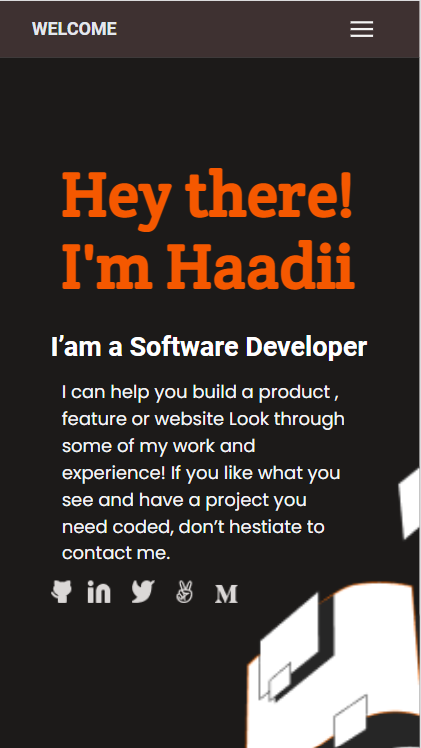 WELCOME
Hey there!
I'm Haadii
I’am a Software Developer
I can help you build a product ,
feature or website Look through
some of my work and
experience! If you like what you
see and have a project you
need coded, don’t hestiate to
contact me.